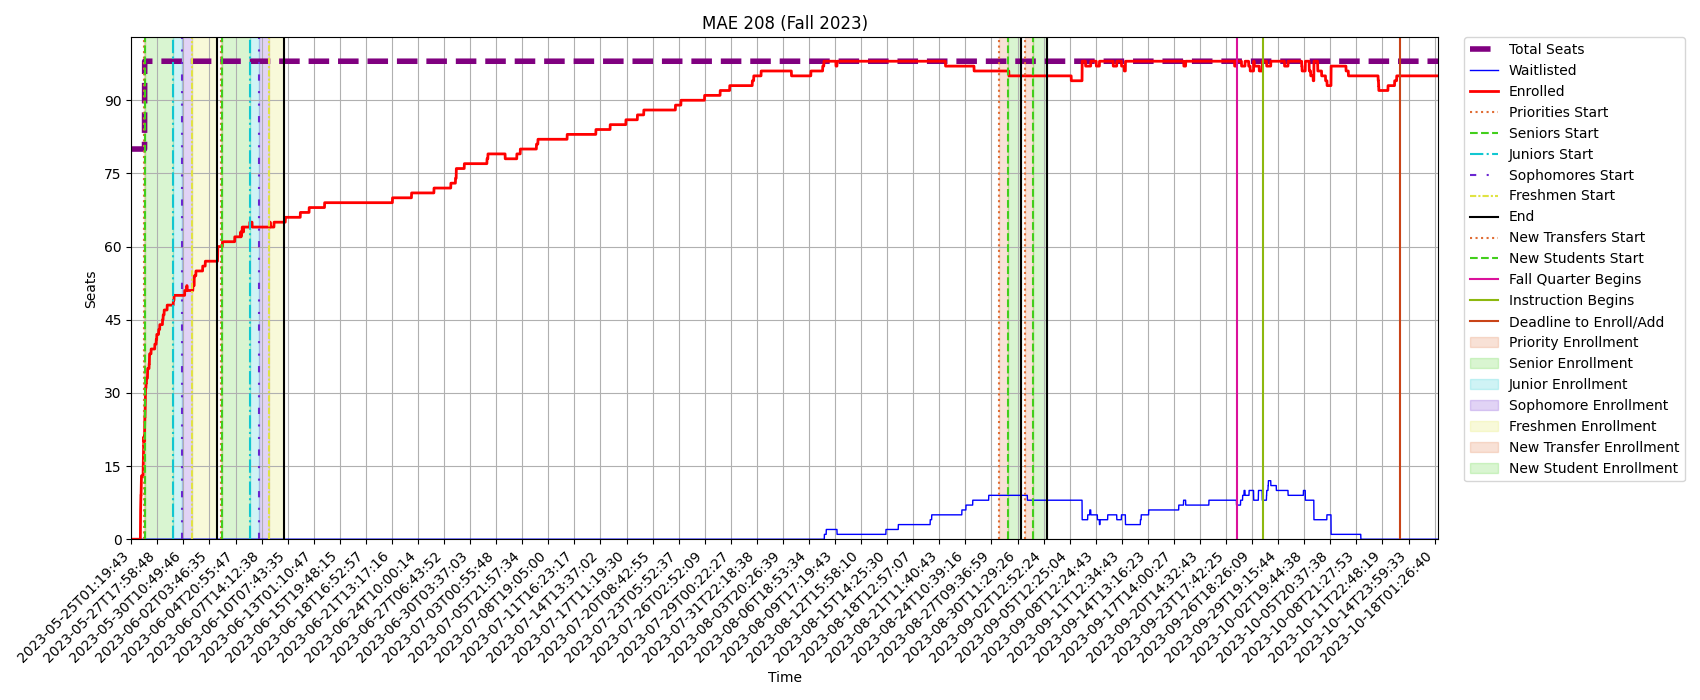 MAE 208 (Fall 2023)
Seats
90
75
60
45
30
15
0
2023-05-25T01:19:43
2023-05-27T17:58:48
2023-05-30T10:49:46
2023-06-02T03:46:35
2023-06-04T20:55:47
2023-06-07T14:12:38
2023-06-10T07:43:35
2023-06-13T01:10:47
2023-06-15T19:48:15
2023-06-18T16:52:57
2023-06-21T13:17:16
2023-06-24T10:00:14
2023-06-27T06:43:52
2023-06-30T03:37:03
2023-07-03T00:55:48
2023-07-05T21:57:34
2023-07-08T19:05:00
2023-07-11T16:23:17
2023-07-14T13:37:02
2023-07-17T11:19:30
2023-07-20T08:42:55
2023-07-23T05:52:37
2023-07-26T02:52:09
2023-07-29T00:22:27
2023-07-31T22:18:38
2023-08-03T20:26:39
2023-08-06T18:53:34
2023-08-09T17:19:43
2023-08-12T15:58:10
2023-08-15T14:25:30
2023-08-18T12:57:07
2023-08-21T11:40:43
2023-08-24T10:39:16
2023-08-27T09:36:59
2023-08-30T11:29:26
2023-09-02T12:52:24
2023-09-05T12:25:04
2023-09-08T12:24:43
2023-09-11T12:34:43
2023-09-14T13:16:23
2023-09-17T14:00:27
2023-09-20T14:32:43
2023-09-23T17:42:25
2023-09-26T18:26:09
2023-09-29T19:15:44
2023-10-02T19:44:38
2023-10-05T20:37:38
2023-10-08T21:27:53
2023-10-11T22:48:19
2023-10-14T23:59:33
2023-10-18T01:26:40
Time
Total Seats
Waitlisted
Enrolled
Priorities Start
Seniors Start
Juniors Start
Sophomores Start
Freshmen Start
End
New Transfers Start
New Students Start
Fall Quarter Begins
Instruction Begins
Deadline to Enroll/Add
Priority Enrollment
Senior Enrollment
Junior Enrollment
Sophomore Enrollment
Freshmen Enrollment
New Transfer Enrollment
New Student Enrollment